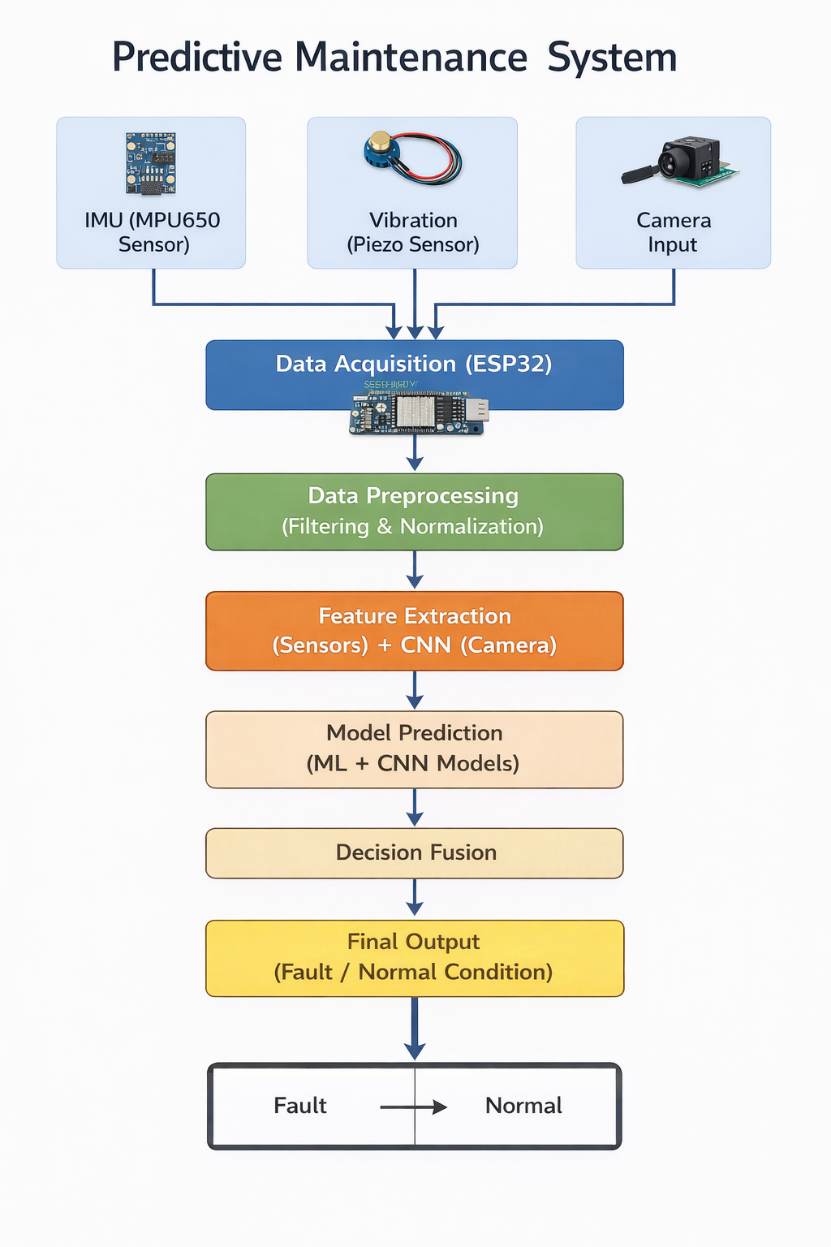 Predictive Maintenance System
IMU (MPU650
Sensor)
Vibration
(Piezo Sensor)
Camera
Input
Data Acquisition (ESP32)
Data Preprocessing
(Filtering & Normalization)
Feature Extraction
(Sensors) + CNN (Camera)
Model Prediction
(ML + CNN Models)
Decision Fusion
Final Output
(Fault / Normal Condition)
Fault
Normal